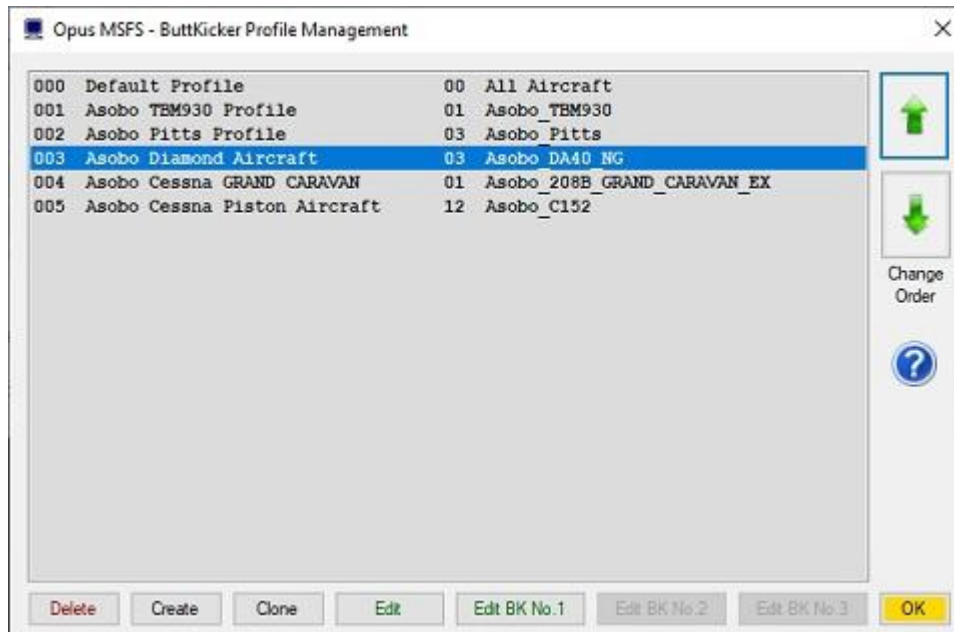 Opus MSFS - ButtKicker Profile Management
000 Default Profile 00 All Aircraft
001 Asobo TBM930 Profile 01 Asobo_TBM930
002 Asobo Pitts Profile 03 Asobo_Pitts
003 Asobo Diamond Aircraft 03 Asobo_DA40_NG
004 Asobo Cessna GRAND CARAVAN 01 Asobo_208B_GRAND_CARAVAN_EX
005 Asobo Cessna Piston Aircraft 12 Asobo_C152
Change
Order
?
Delete Create Clone Edit Edit BK No.1 Edit BK No.2 Edit BK No.3 OK